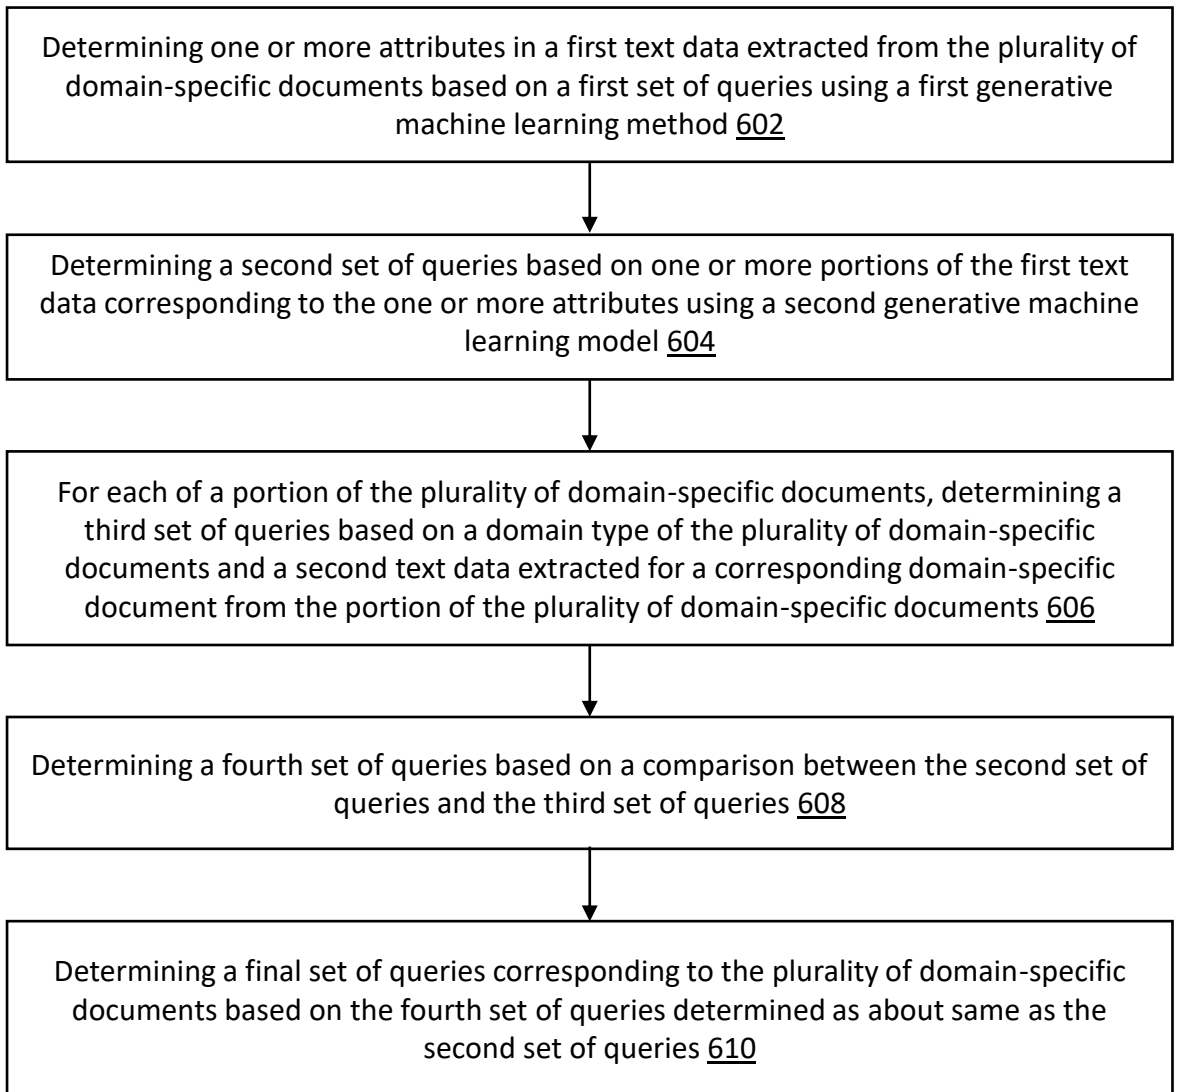 Determining one or more attributes in a first text data extracted from the plurality of
domain-specific documents based on a first set of queries using a first generative
machine learning method 602
Determining a second set of queries based on one or more portions of the first text
data corresponding to the one or more attributes using a second generative machine
learning model 604
For each of a portion of the plurality of domain-specific documents, determining a
third set of queries based on a domain type of the plurality of domain-specific
documents and a second text data extracted for a corresponding domain-specific
document from the portion of the plurality of domain-specific documents 606
Determining a fourth set of queries based on a comparison between the second set of
queries and the third set of queries 608
Determining a final set of queries corresponding to the plurality of domain-specific
documents based on the fourth set of queries determined as about same as the
second set of queries 610